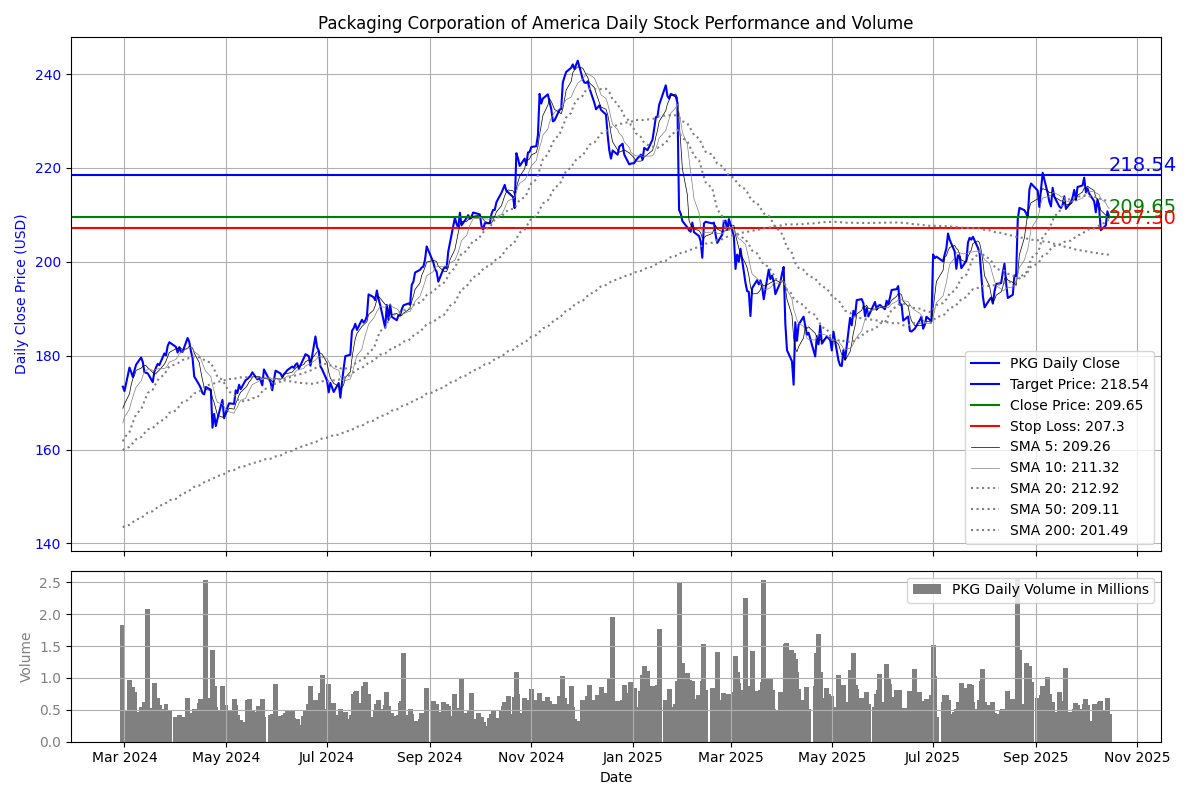 Packaging Corporation of America Daily Stock Performance and Volume
Daily Close Price (USD)
240
220
200
180
160
140
218.54
209.65
207.30
PKG Daily Close
Target Price: 218.54
Close Price: 209.65
Stop Loss: 207.3
SMA 5: 209.26
SMA 10: 211.32
SMA 20: 212.92
SMA 50: 209.11
SMA 200: 201.49
Volume
2.5
2.0
1.5
1.0
0.5
0.0
PKG Daily Volume in Millions
Mar 2024 May 2024 Jul 2024 Sep 2024 Nov 2024 Jan 2025 Mar 2025 May 2025 Jul 2025 Sep 2025 Nov 2025
Date